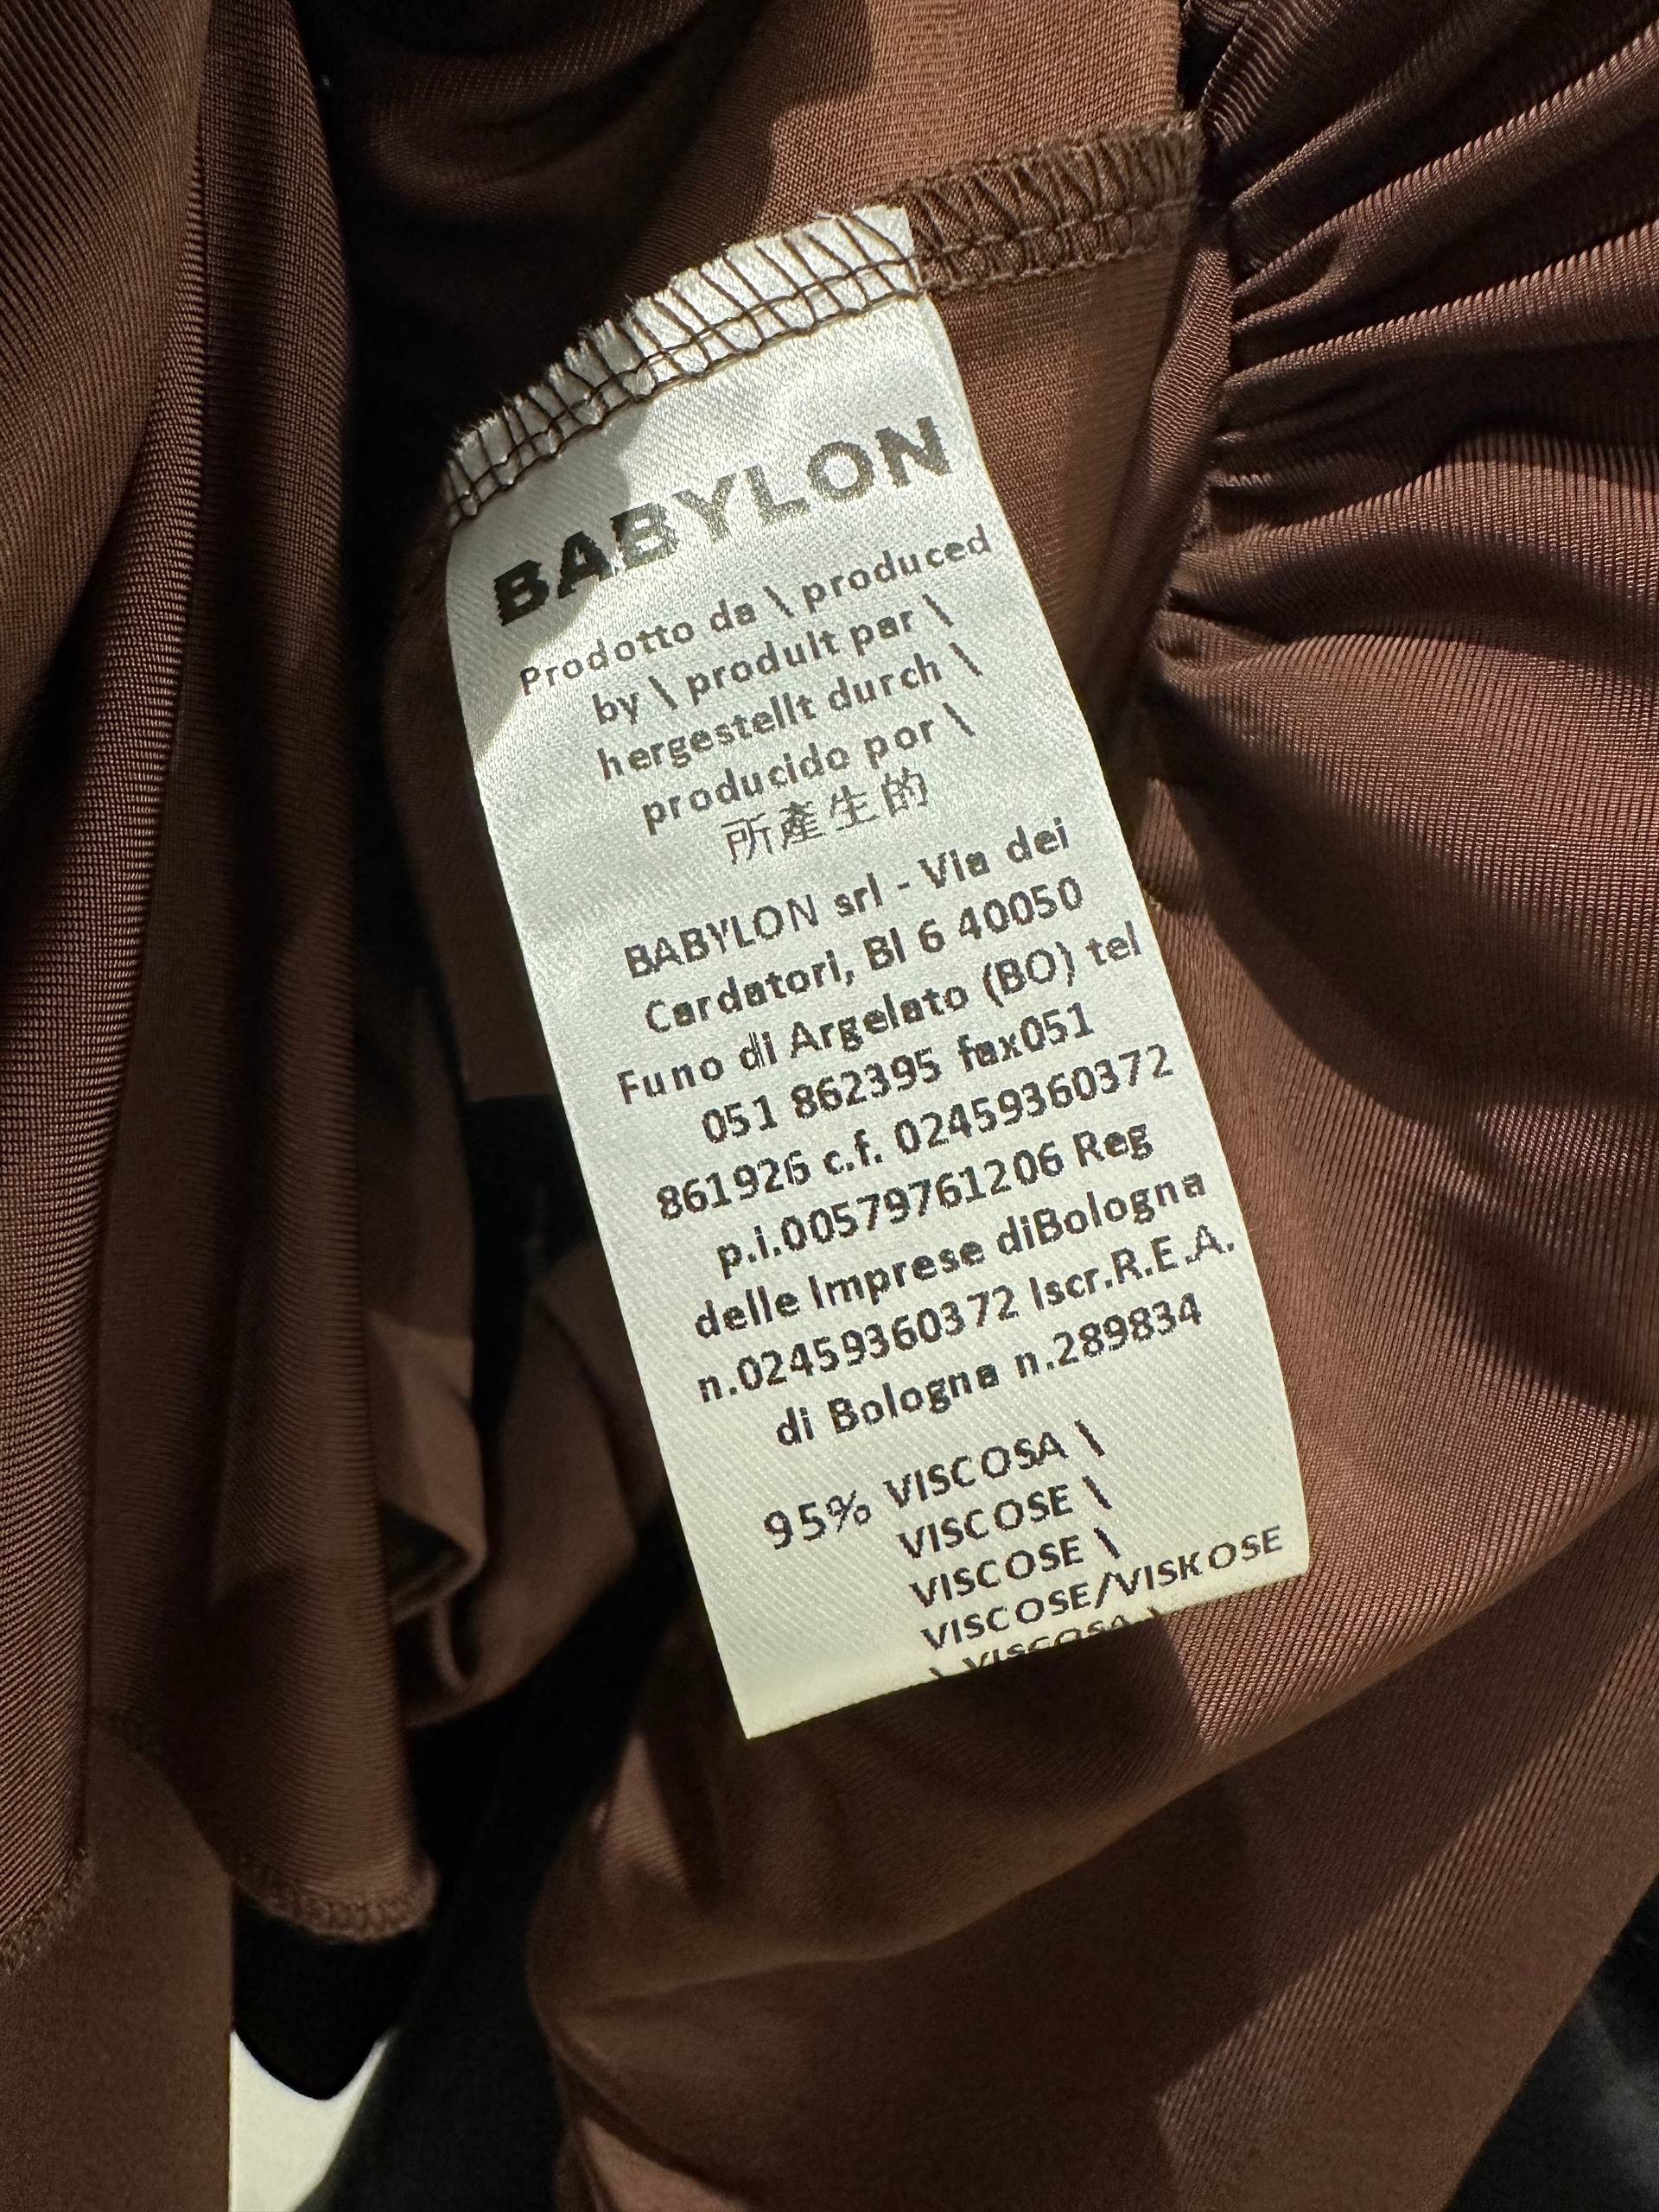 BABYLON
Prodotto da \ produced
by \ produit par \
hergestellt durch \
producido por \
所產生的
BABYLON srl - Via dei
Cardatori, Bl 6 40050
Funo di Argelato (BO) tel
051 862395 fax051
861926 c.f. 02459360372
p.i.00579761206 Reg
delle Imprese diBologna
n.02459360372 Iscr.R.E.A.
di Bologna n.289834
95% VISCOSA \
VISCOSE \
VISCOSE \
VISCOSE/VISKOSE
\ VISCOSA \